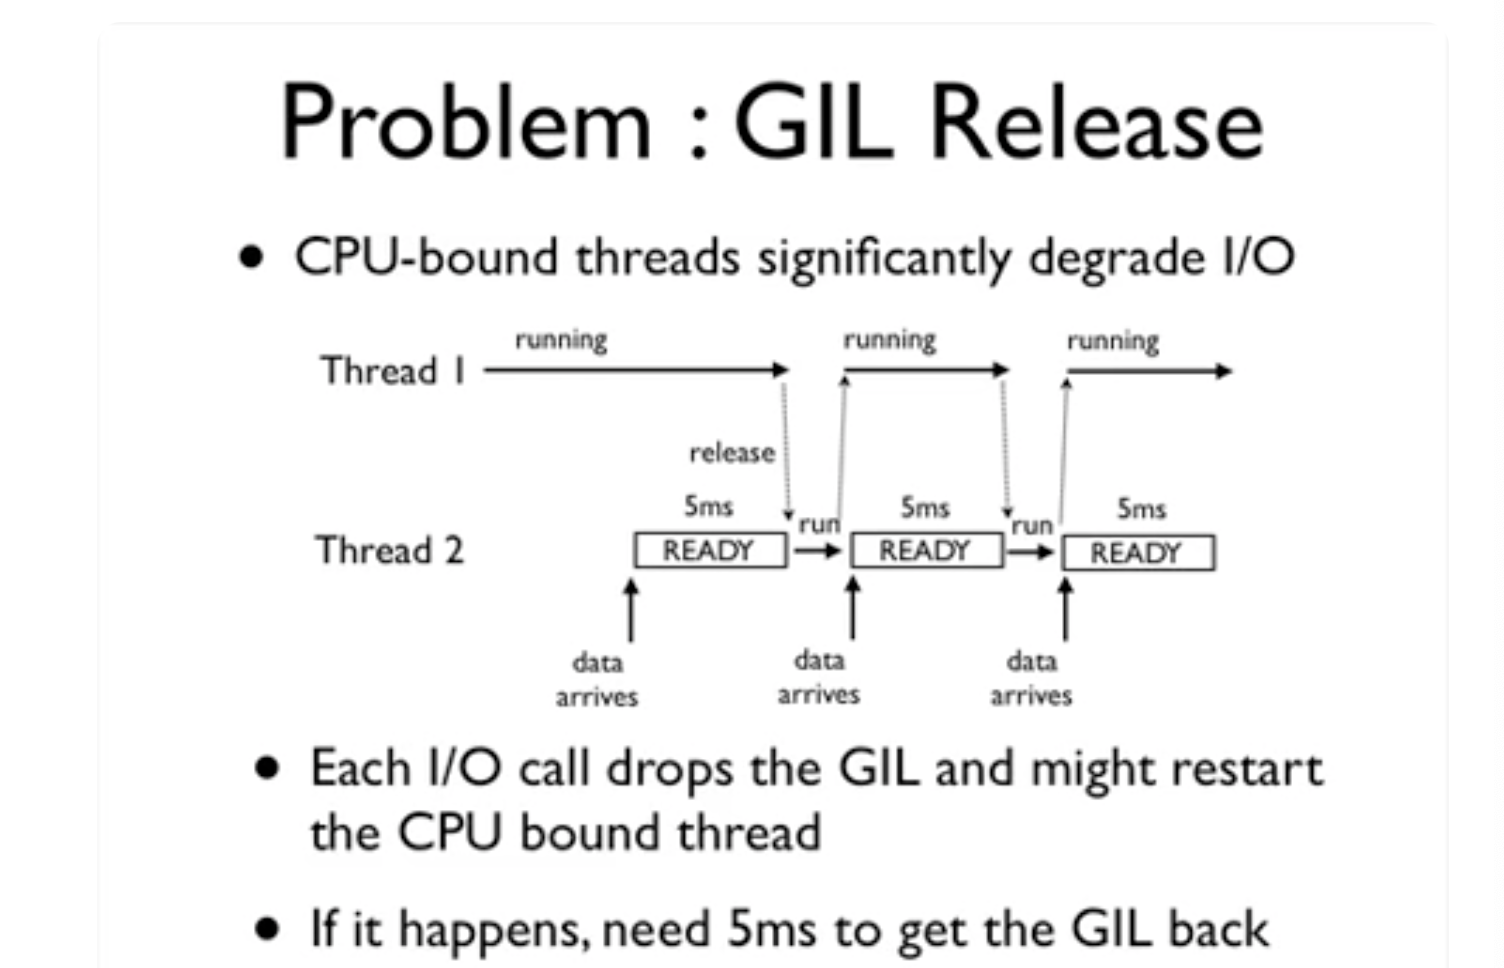 Problem : GIL Release
• CPU-bound threads significantly degrade I/O
running running running
Thread 1
release
5ms 5ms 5ms
run run
Thread 2 READY READY READY
data data data
arrives arrives arrives
• Each I/O call drops the GIL and might restart
the CPU bound thread
• If it happens, need 5ms to get the GIL back